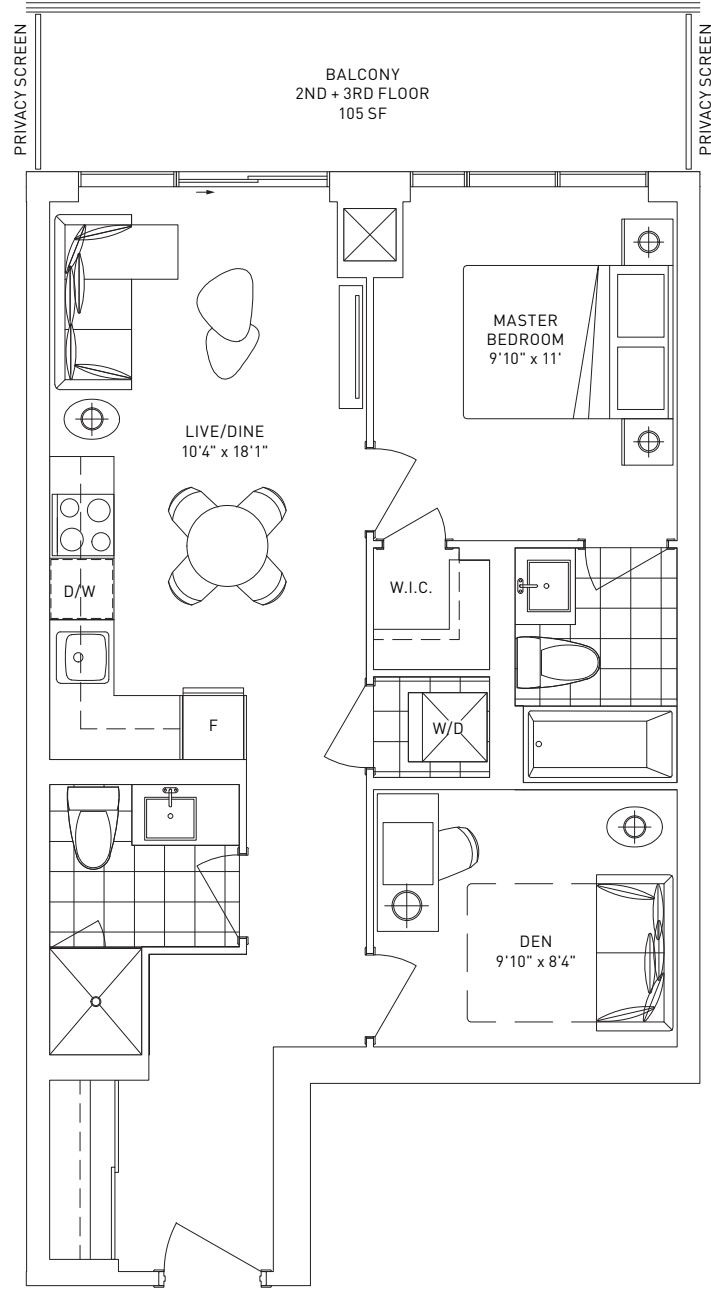 PRIVACY SCREEN
BALCONY
2ND + 3RD FLOOR
105 SF
PRIVACY SCREEN
MASTER
BEDROOM
9'10" x 11'
LIVE/DINE
10'4" x 18'1"
D/W
W.I.C.
F
W/D
DEN
9'10" x 8'4"